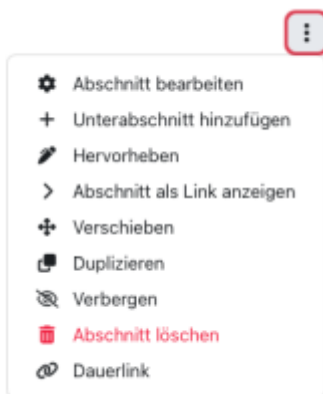 Abschnitt bearbeiten
Unterabschnitt hinzufügen
Hervorheben
Abschnitt als Link anzeigen
Verschieben
Duplizieren
Verbergen
Abschnitt löschen
Dauerlink